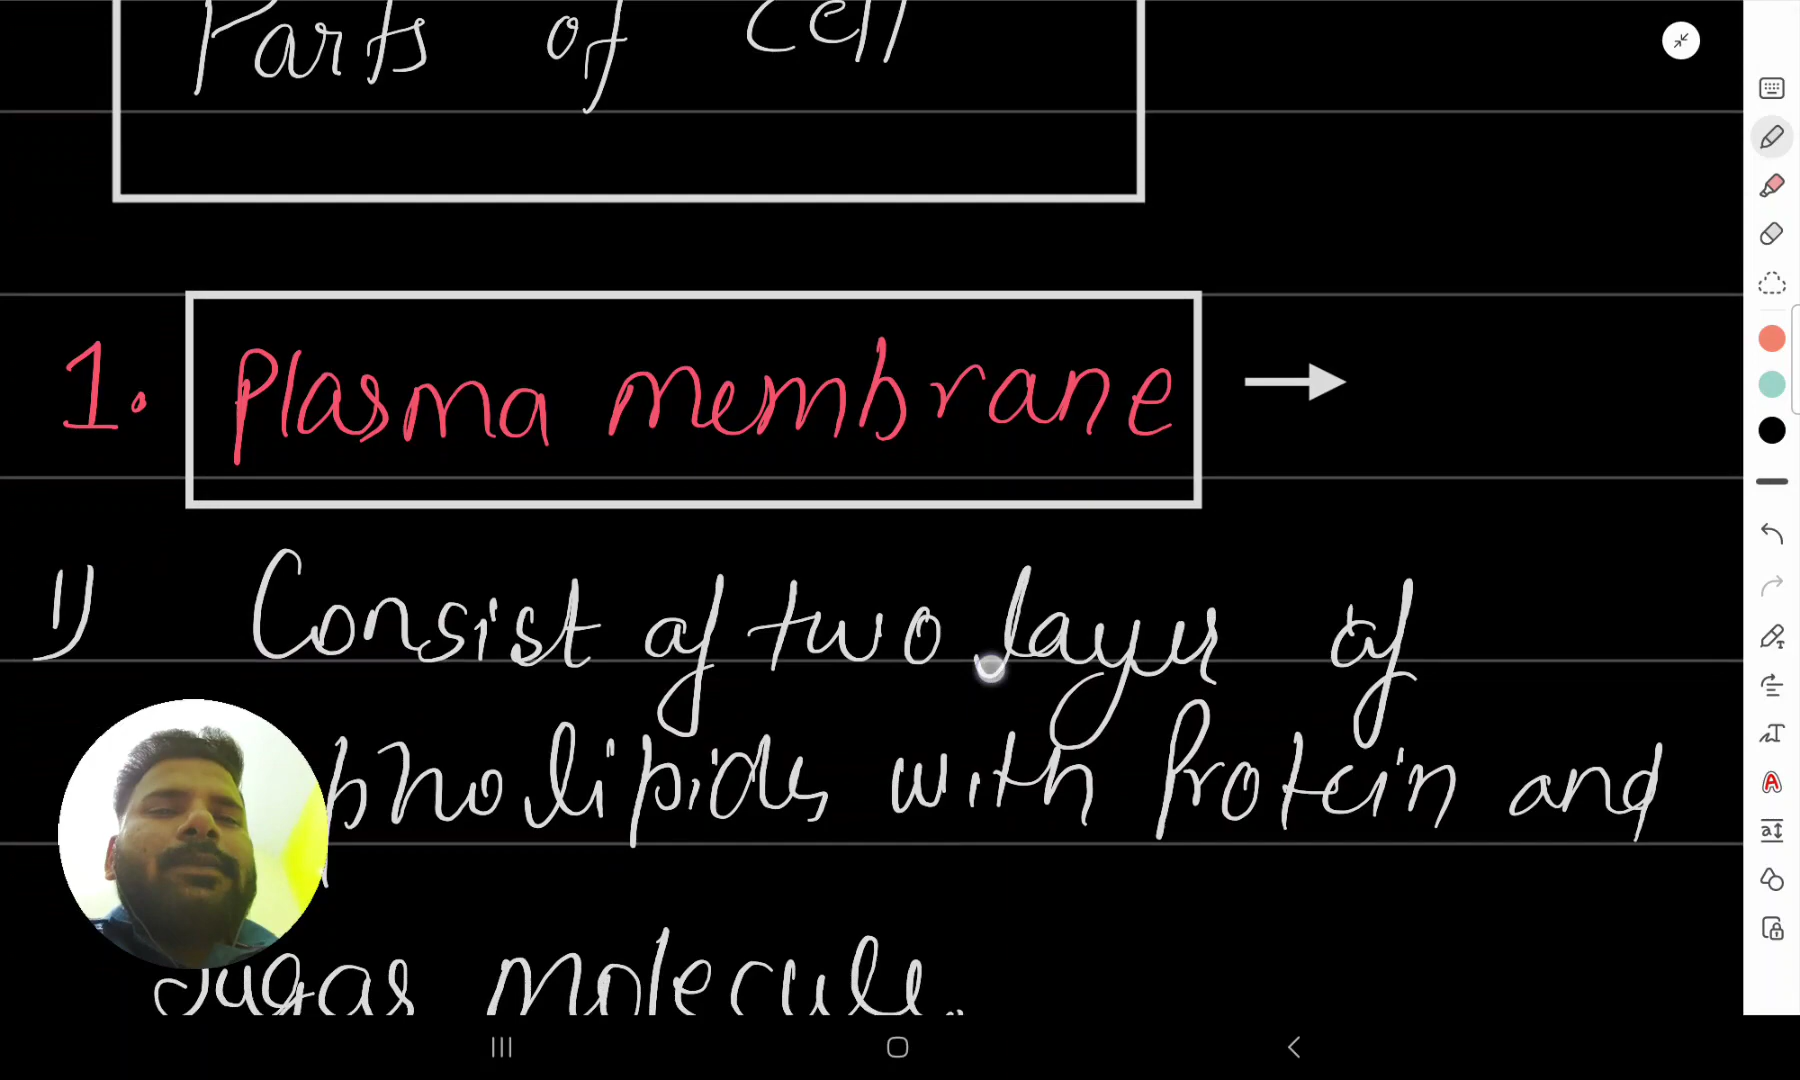 Parts of Cell
1. Plasma membrane →
1) Consist of two layer of
pholipids with Protein and
Sugar molecule.